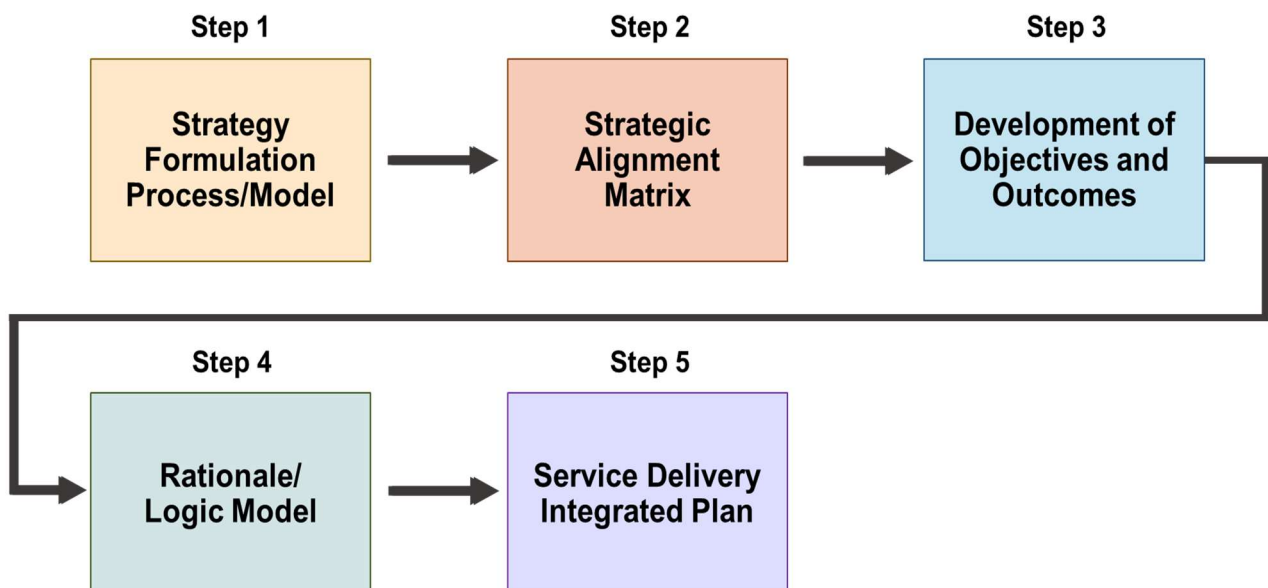 Step 1
Strategy
Formulation
Process/Model
Step 2
Strategic
Alignment
Matrix
Step 3
Development of
Objectives and
Outcomes
Step 4
Rationale/
Logic Model
Step 5
Service Delivery
Integrated Plan